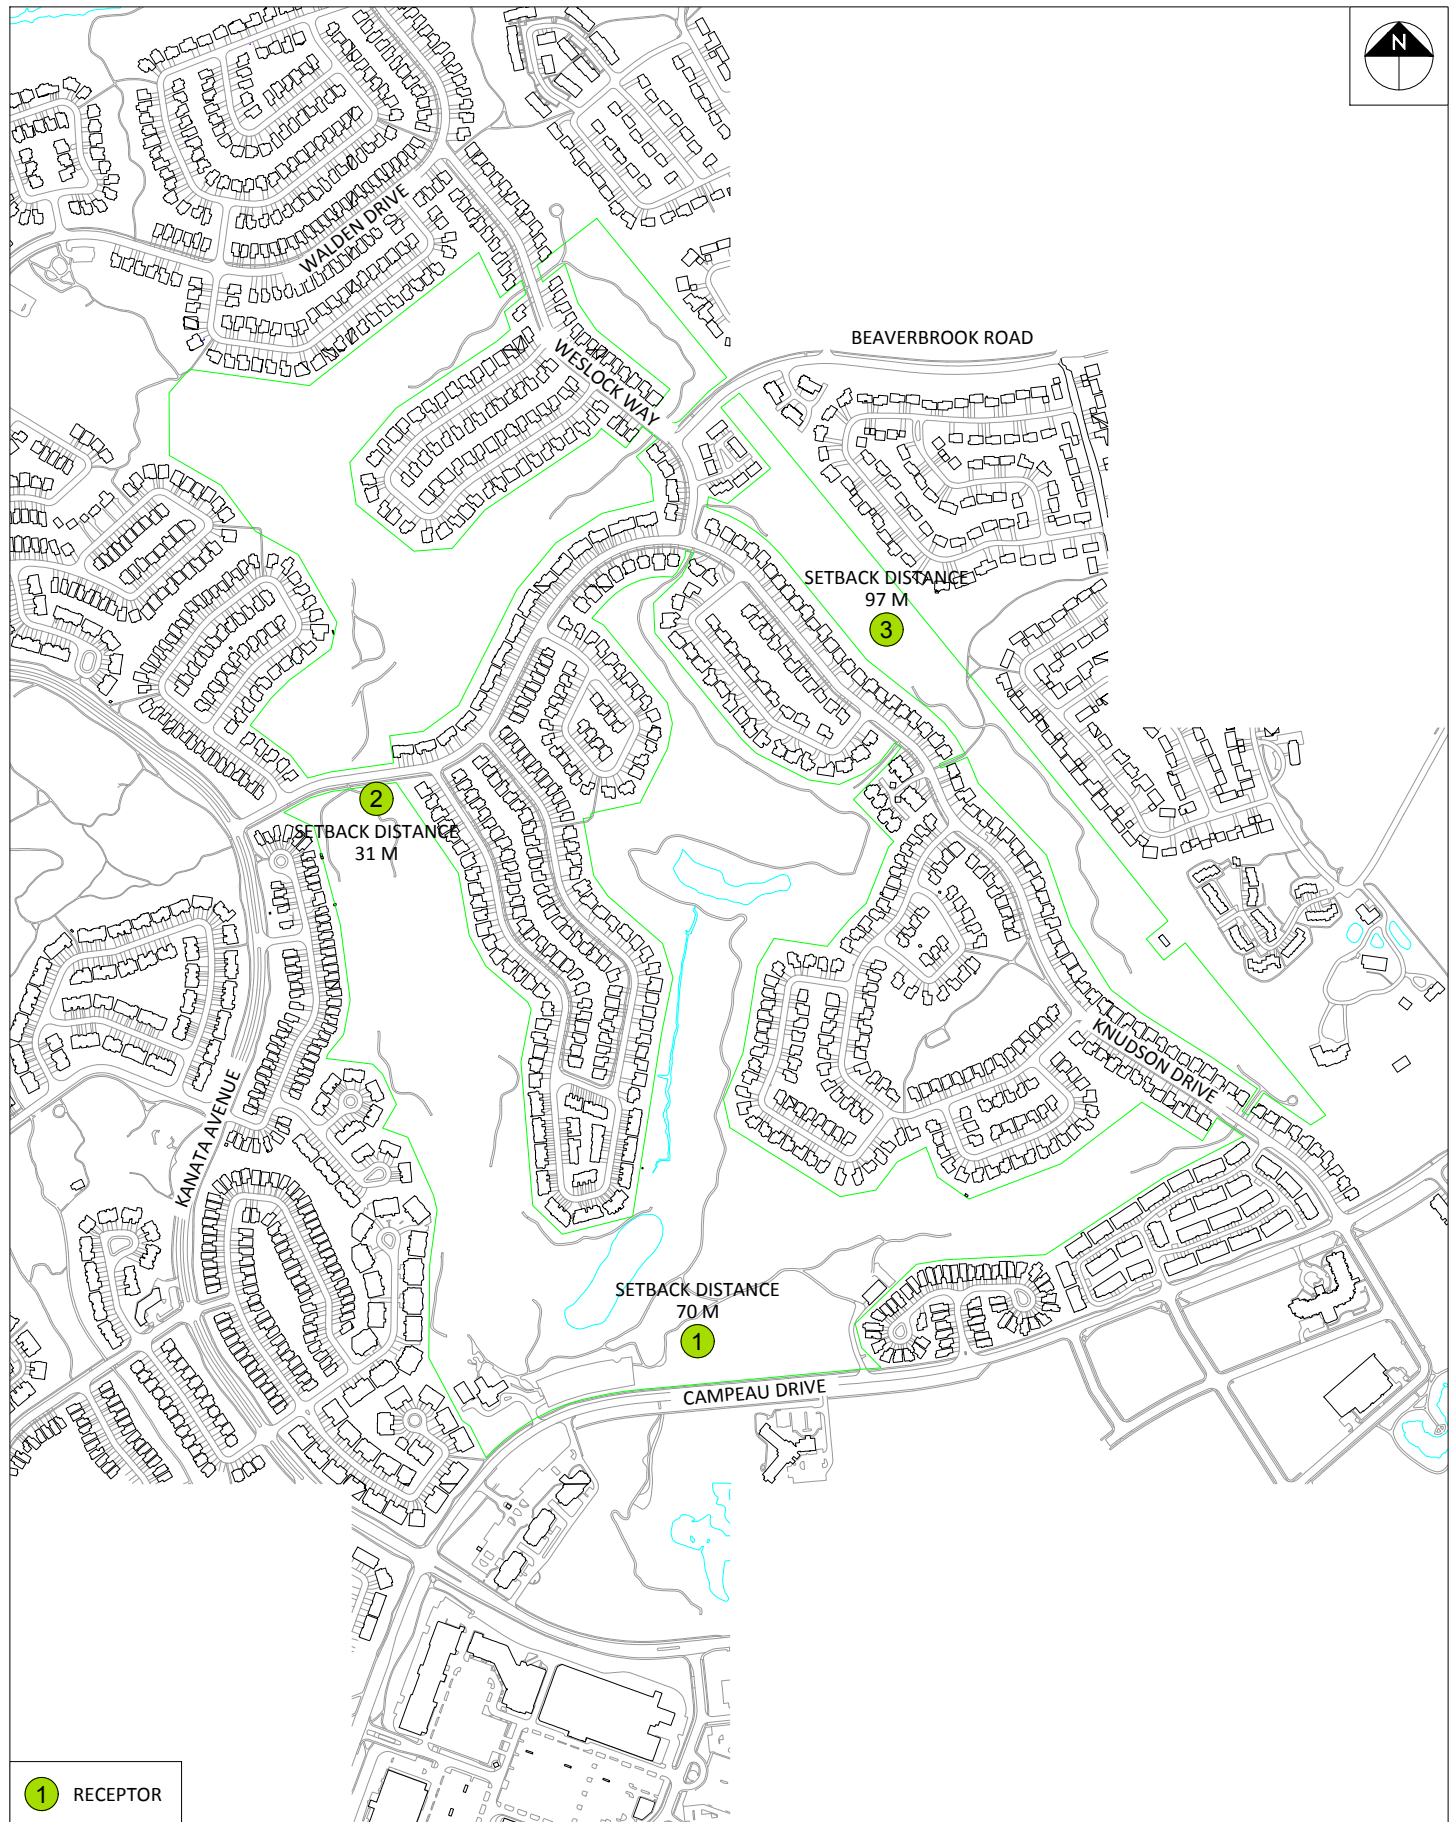 N
WALDEN DRIVE
BEAVERBROOK ROAD
WESLOCK WAY
SETBACK DISTANCE
97 M
3
2
SETBACK DISTANCE
31 M
KNUDSON DRIVE
KANATA AVENUE
SETBACK DISTANCE
70 M
1
CAMPEAU DRIVE
1 RECEPTOR